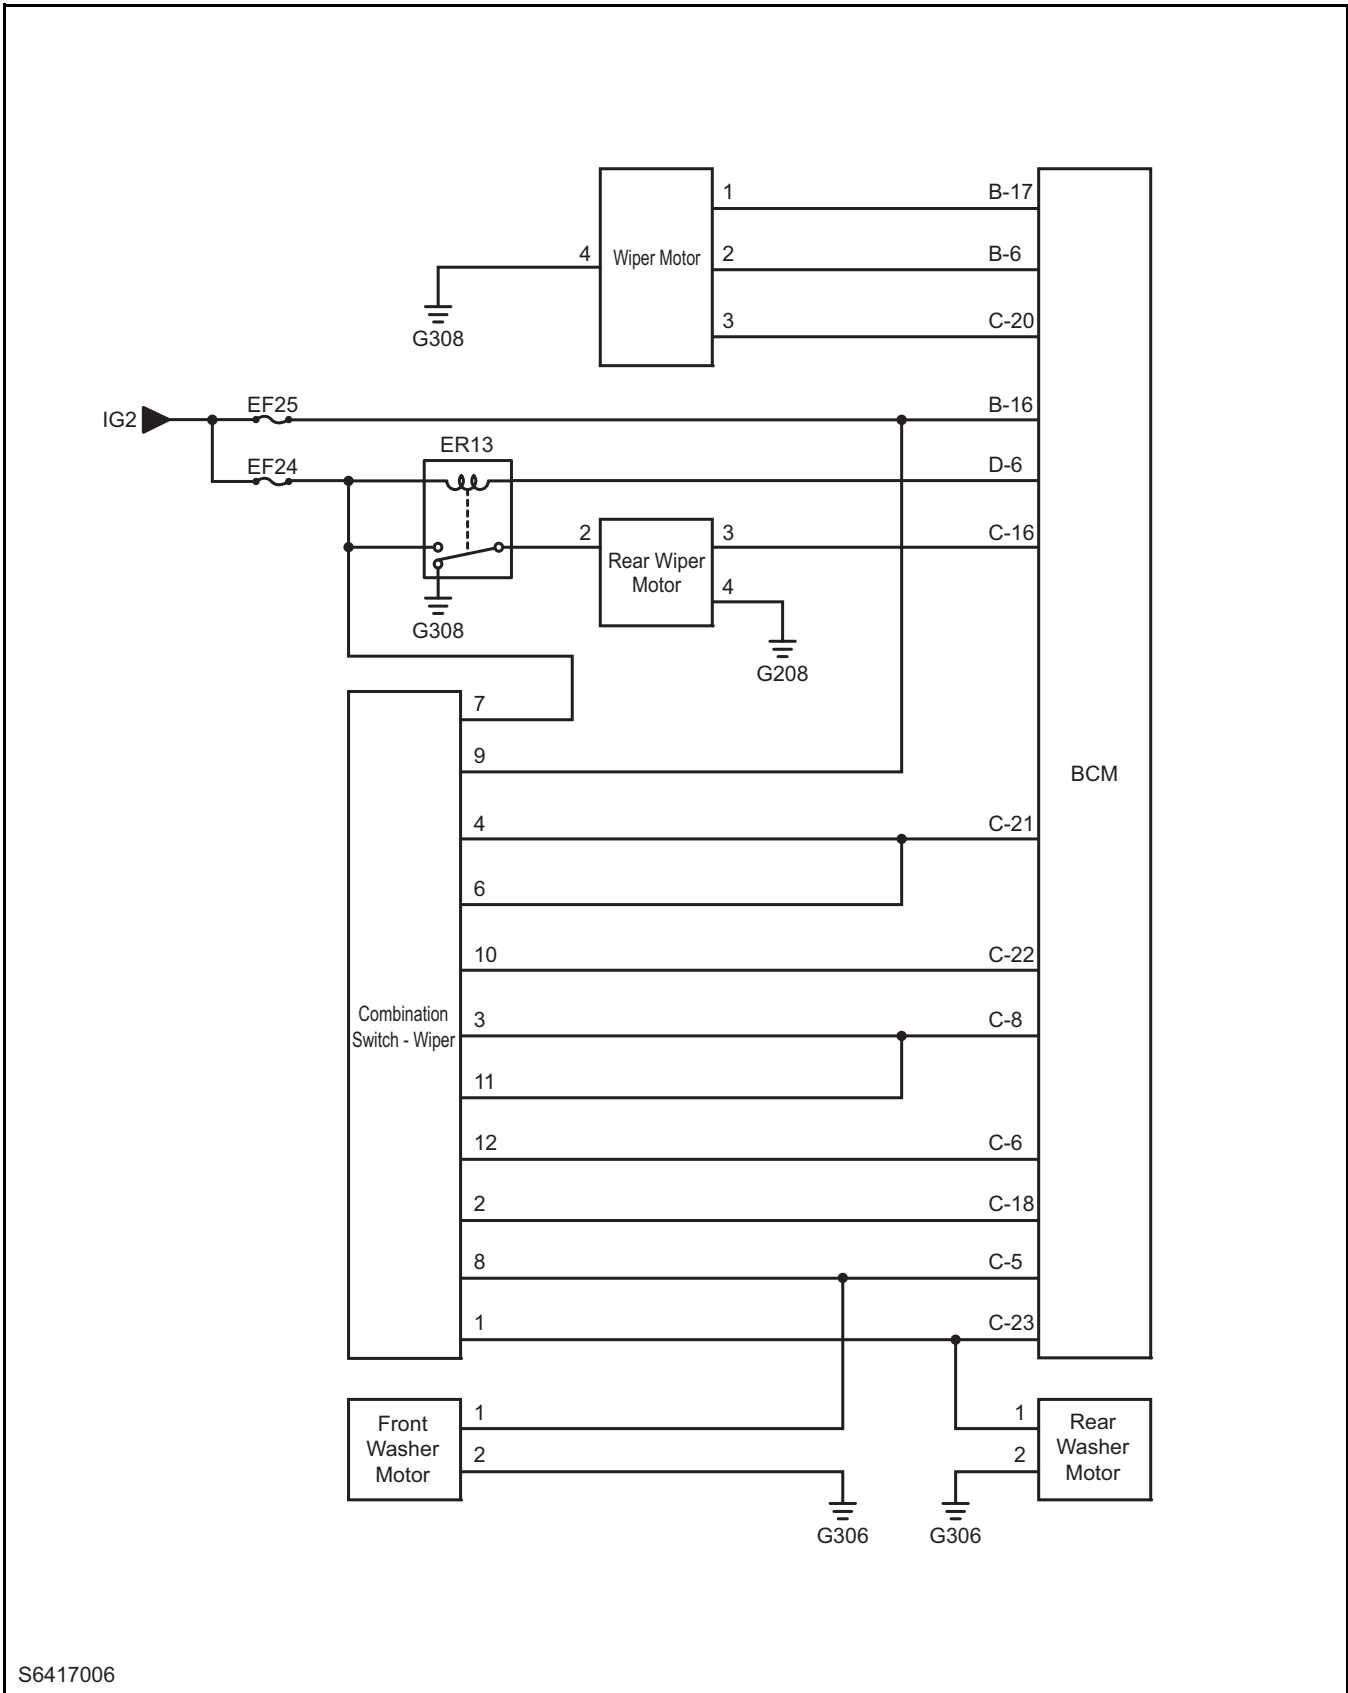 1 B-17
4 Wiper Motor 2 B-6
3 C-20
G308
IG2 EF25 B-16
ER13
EF24 D-6
2 3 C-16
Rear Wiper
Motor
4
G308
G208
7
9
BCM
4 C-21
6
10 C-22
Combination
Switch - Wiper
3 C-8
11
12 C-6
2 C-18
8 C-5
1 C-23
Front
Washer
Motor
1
2
1
2
Rear
Washer
Motor
G306 G306
S6417006